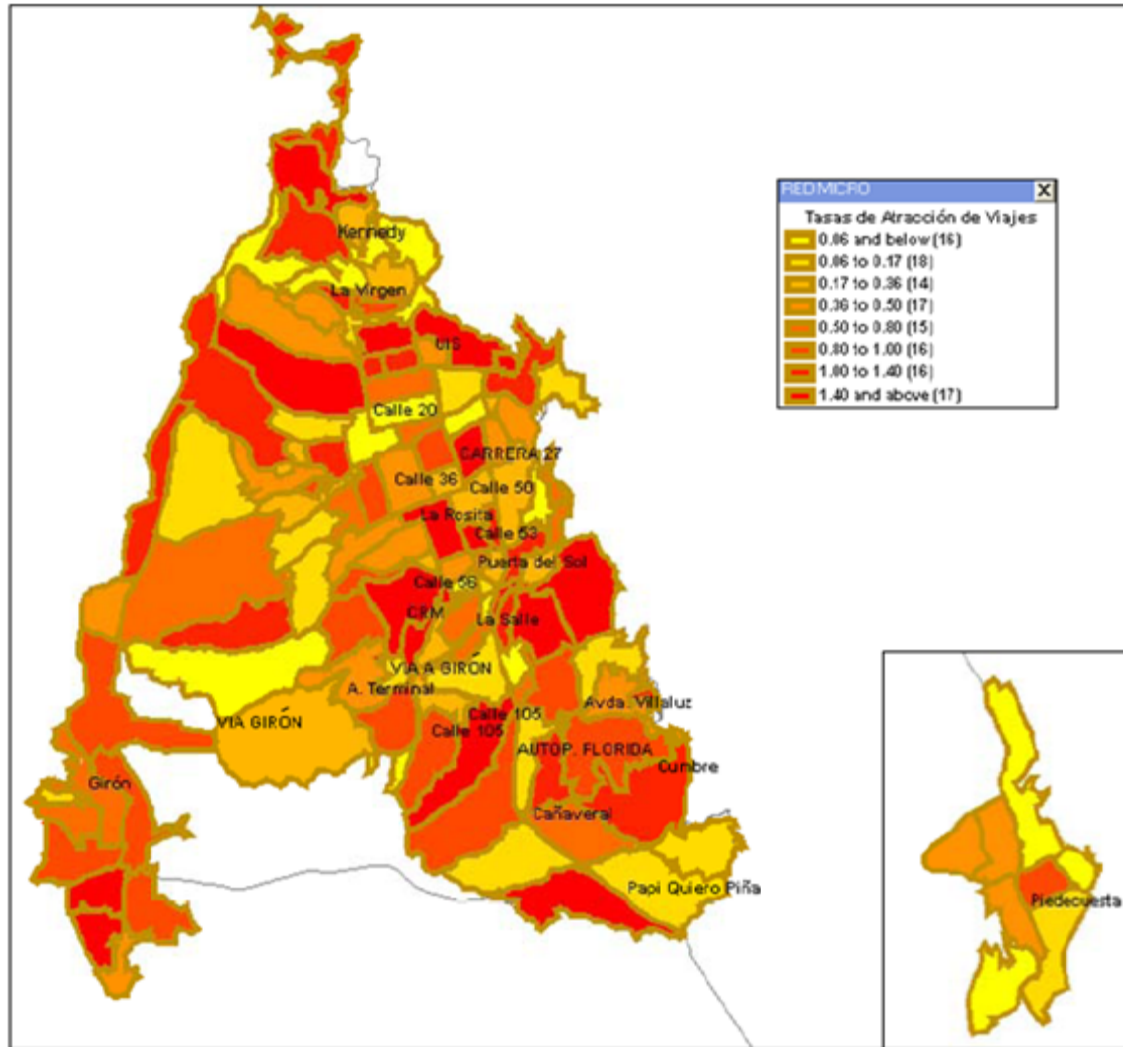 REDMICRO
Tasas de Atracción de Viajes
0.06 and below (16)
0.06 to 0.17 (18)
0.17 to 0.36 (14)
0.36 to 0.50 (17)
0.50 to 0.80 (15)
0.80 to 1.00 (16)
1.00 to 1.40 (16)
1.40 and above (17)
Kennedy
La Virgen
UIS
Calle 20
CARRERA 27
Calle 36
Calle 50
La Rosita
Calle 53
Puerta del Sol
Calle 56
CRM
La Salle
VIA A GIRÓN
A. Terminal
Avda. Villaluz
VIA GIRÓN
Calle 105
Calle 105
AUTOP. FLORIDA
Cumbre
Girón
Cañaveral
Papi Quiero Piña
Piedecuesta